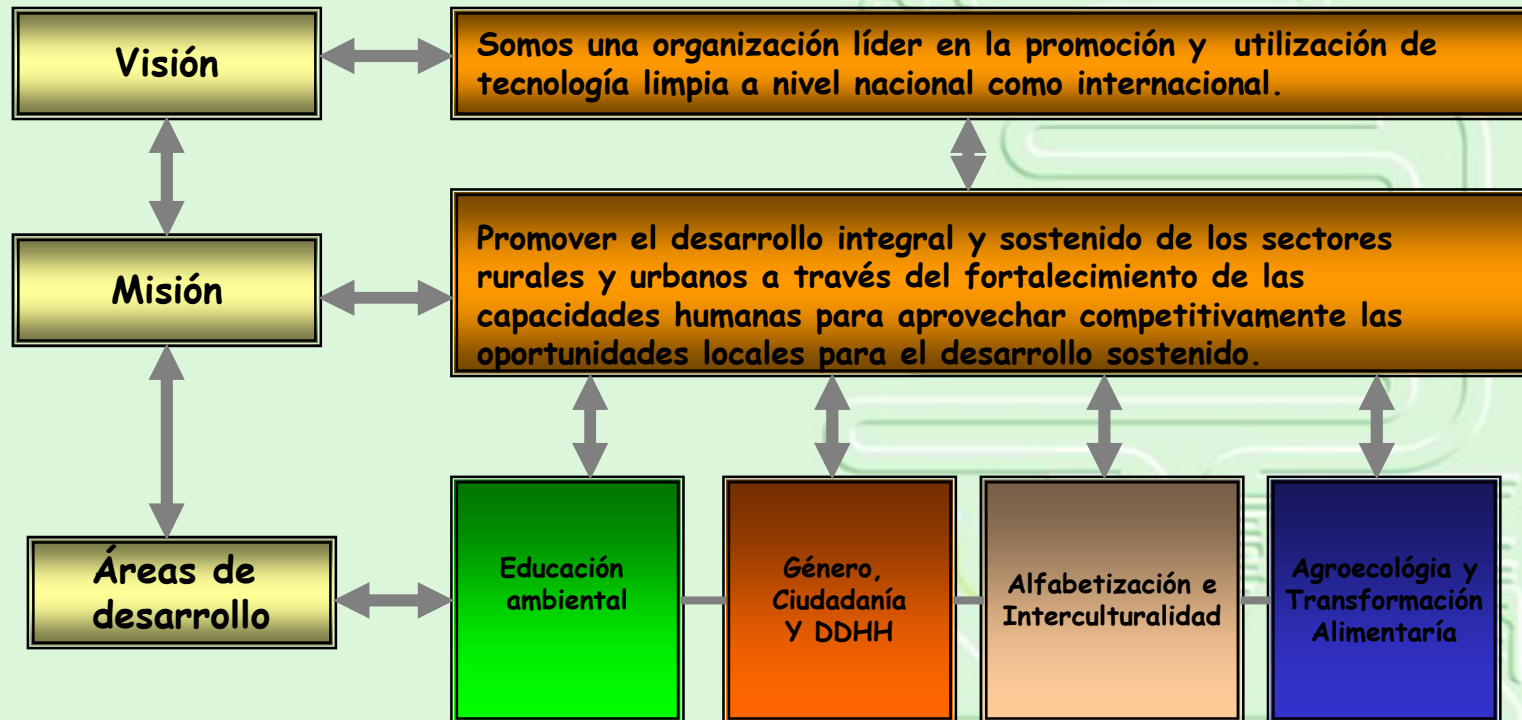 Visión
Somos una organización líder en la promoción y utilización de
tecnología limpia a nivel nacional como internacional.
Misión
Promover el desarrollo integral y sostenido de los sectores
rurales y urbanos a través del fortalecimiento de las
capacidades humanas para aprovechar competitivamente las
oportunidades locales para el desarrollo sostenido.
Áreas de
desarrollo
Educación
ambiental
Género,
Ciudadanía
Y DDHH
Alfabetización e
Interculturalidad
Agroecológia y
Transformación
Alimentaría